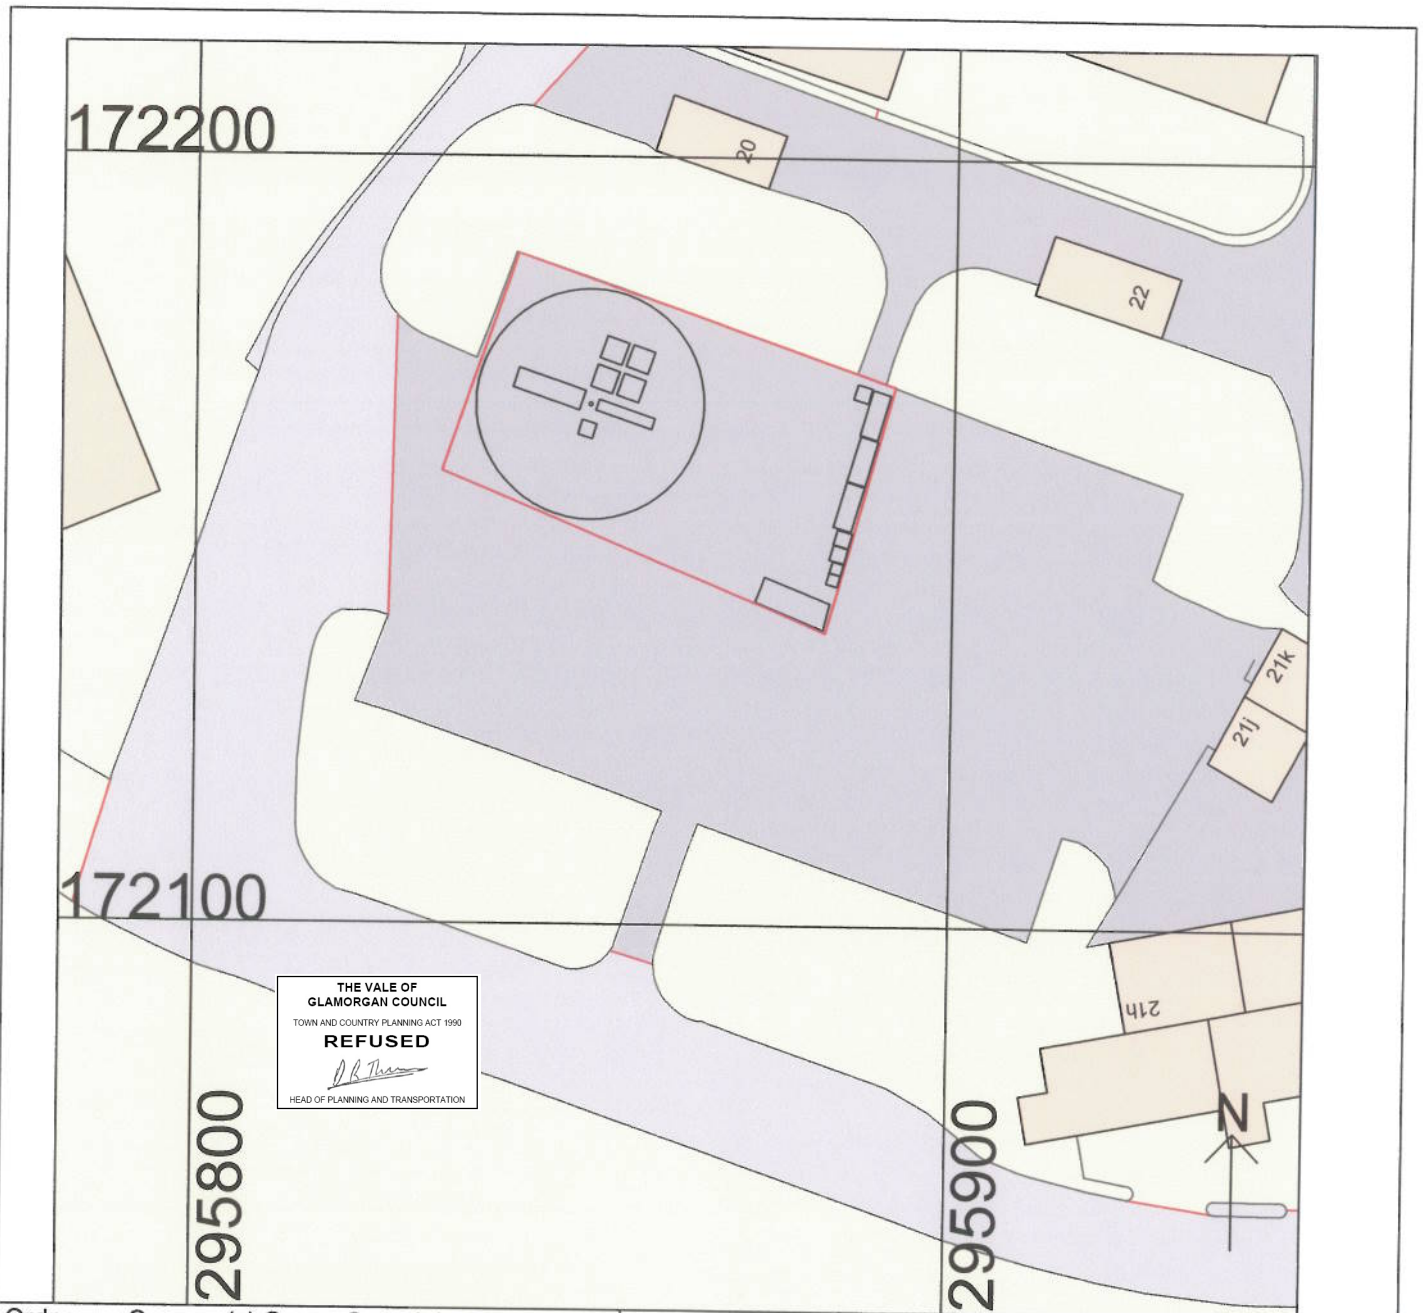 172200
20
22
21k
21j
172100
21h
THE VALE OF
GLAMORGAN COUNCIL
TOWN AND COUNTRY PLANNING ACT 1990
REFUSED
HEAD OF PLANNING AND TRANSPORTATION
N
295800
295900